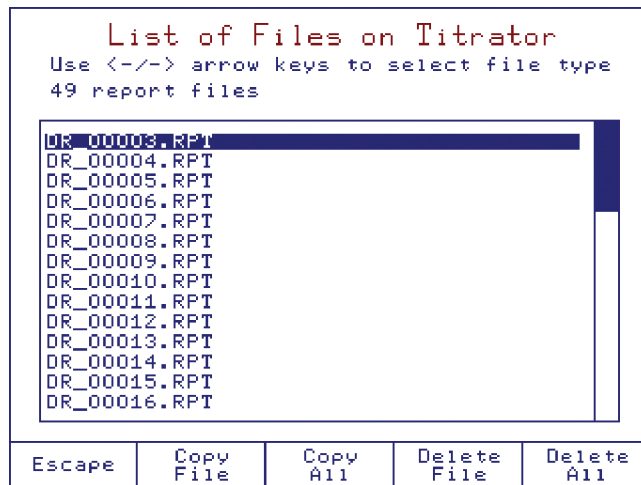 List of Files on Titrator
Use <-/-> arrow keys to select file type
49 report files
DR_00003.RPT
DR_00004.RPT
DR_00005.RPT
DR_00006.RPT
DR_00007.RPT
DR_00008.RPT
DR_00009.RPT
DR_00010.RPT
DR_00011.RPT
DR_00012.RPT
DR_00013.RPT
DR_00014.RPT
DR_00015.RPT
DR_00016.RPT
Escape
Copy
File
Copy
All
Delete
File
Delete
All